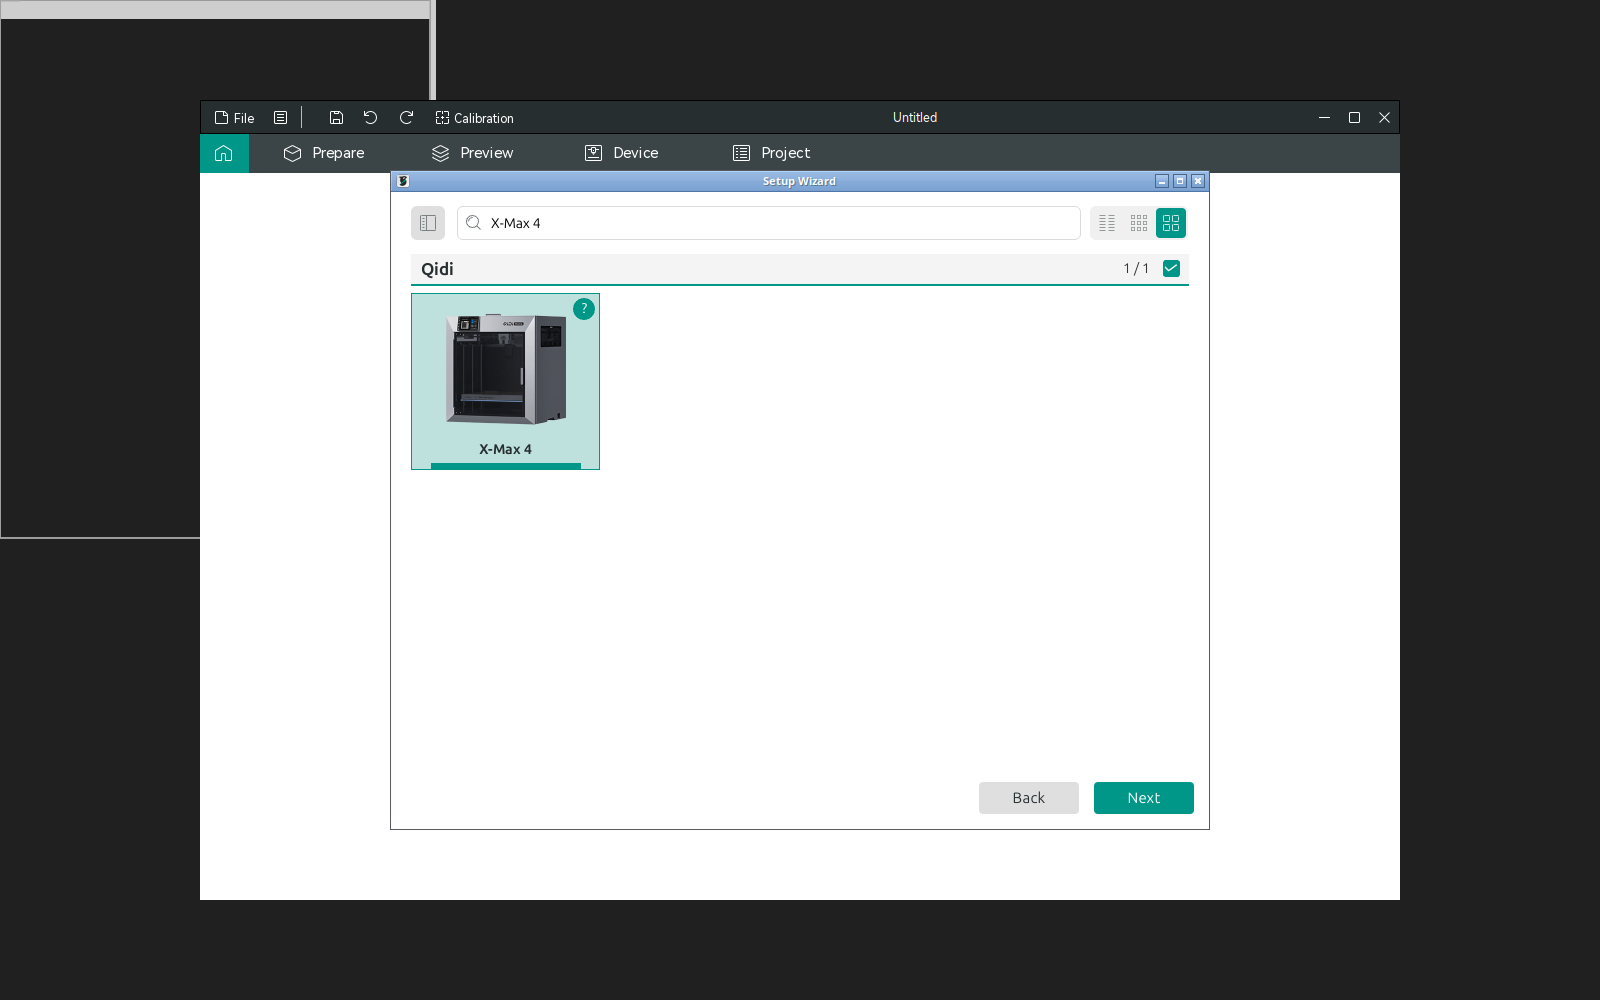 File
Calibration
Untitled
Prepare
Preview
Device
Project
Setup Wizard
X-Max 4
Qidi
1 / 1
?
X-Max 4
Back
Next